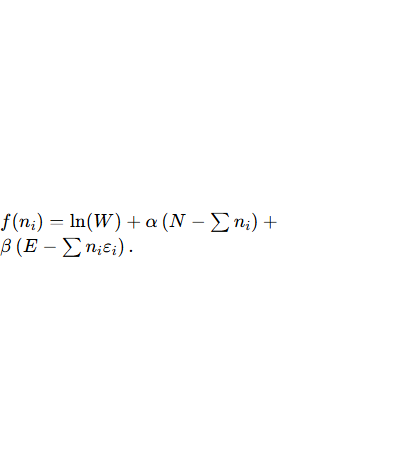 f(n_i) = ln(W) + α (N − ∑ n_i) +
β (E − ∑ n_i ε_i) .